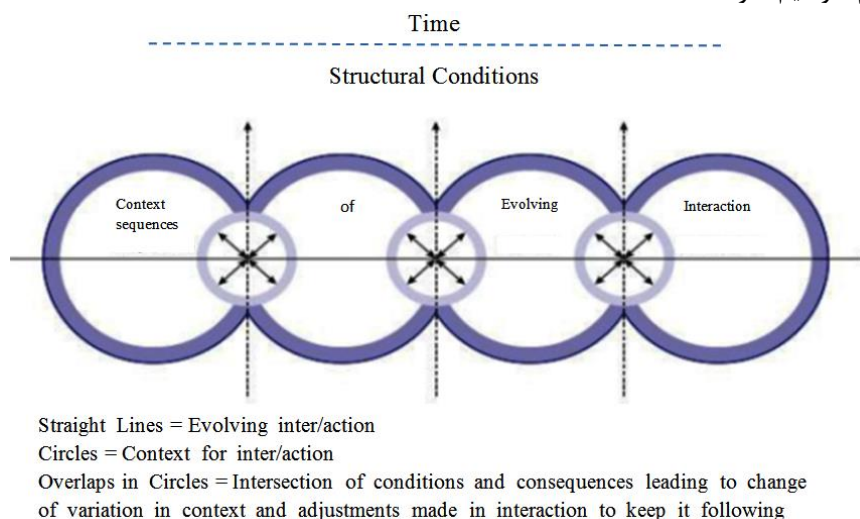 Time
Structural Conditions
Context
sequences
of
Evolving
Interaction
Straight Lines = Evolving inter/action
Circles = Context for inter/action
Overlaps in Circles = Intersection of conditions and consequences leading to change
of variation in context and adjustments made in interaction to keep it following